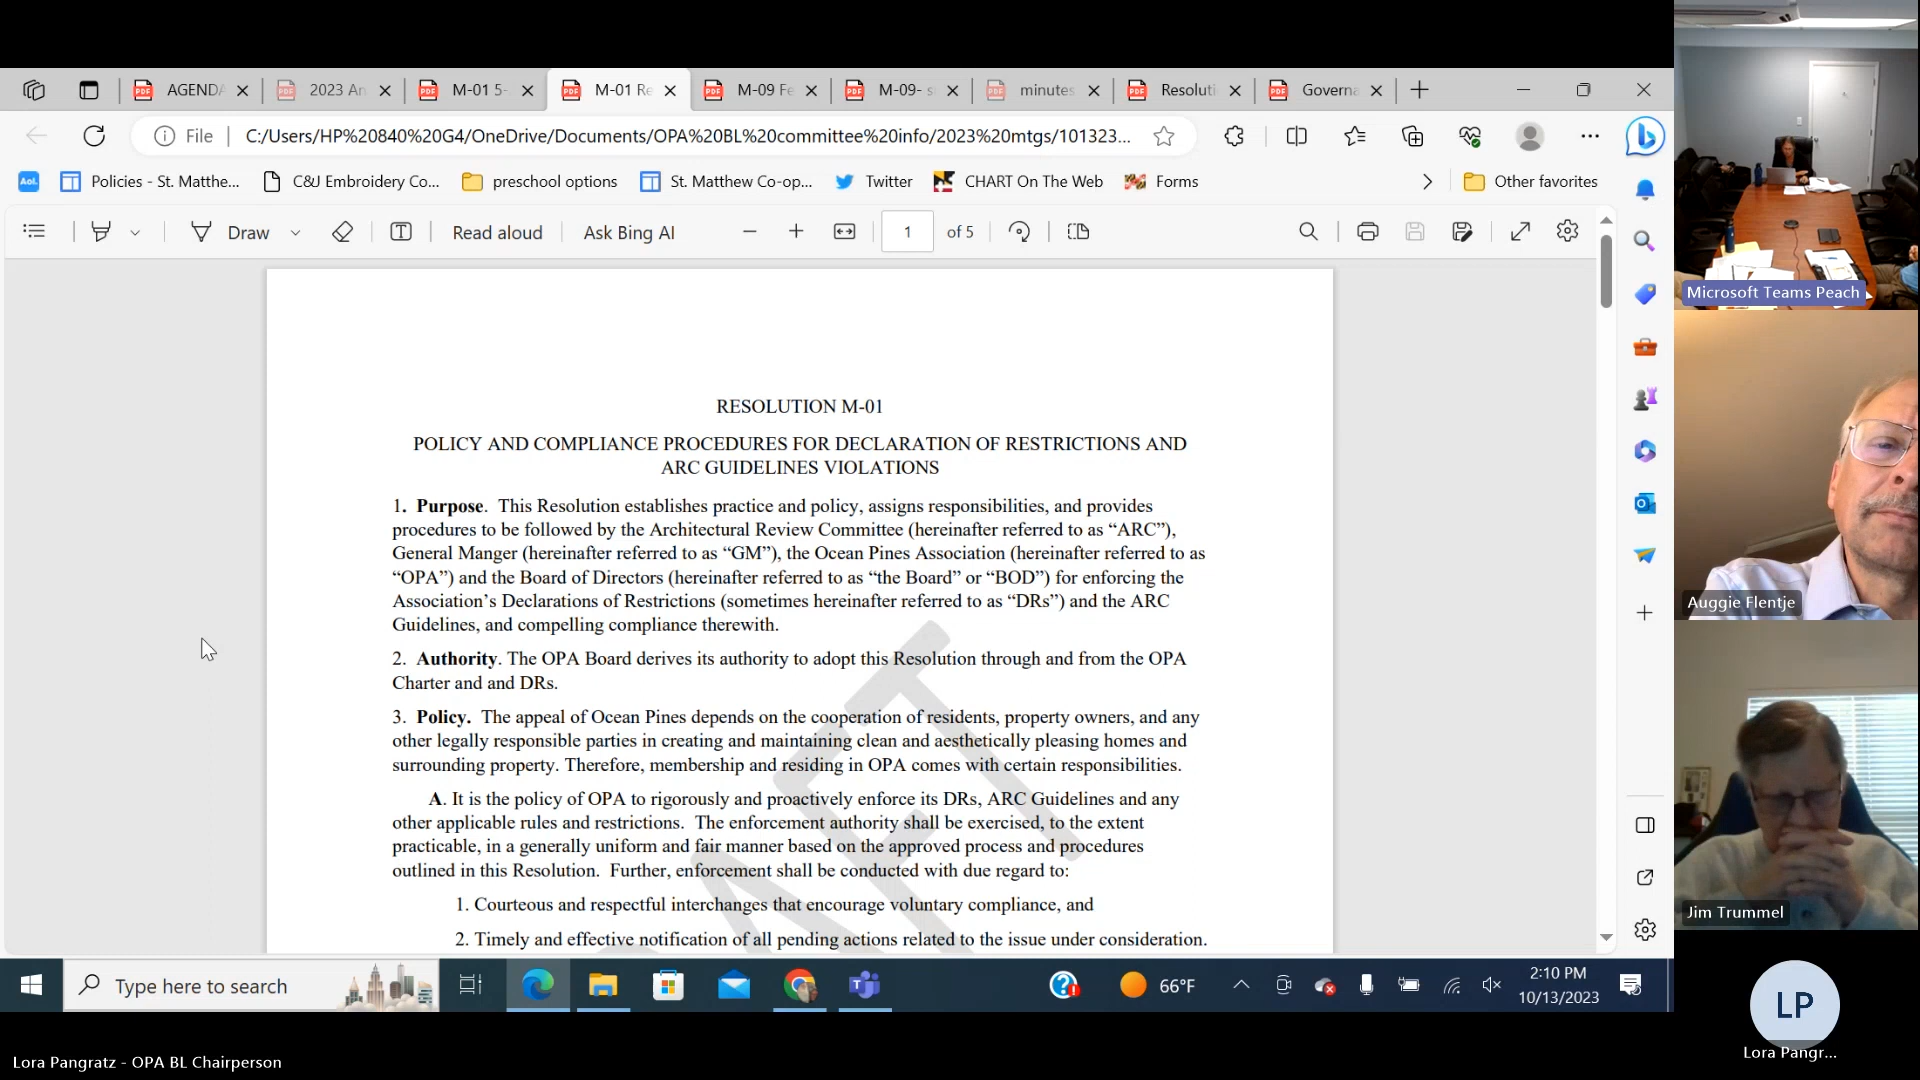 AGENDA
2023 An
M-01 5-
M-01 Re
M-09 Fe
M-09- s
minutes
Resoluti
Governa
File
C:/Users/HP%20840%20G4/OneDrive/Documents/OPA%20BL%20committee%20info/2023%20mtgs/101323...
Aol.
Policies - St. Matthe...
C&J Embroidery Co...
preschool options
St. Matthew Co-op...
Twitter
CHART On The Web
Forms
Other favorites
Draw
Read aloud
Ask Bing AI
1
of 5
RESOLUTION M-01
POLICY AND COMPLIANCE PROCEDURES FOR DECLARATION OF RESTRICTIONS AND
ARC GUIDELINES VIOLATIONS
1. Purpose. This Resolution establishes practice and policy, assigns responsibilities, and provides
procedures to be followed by the Architectural Review Committee (hereinafter referred to as “ARC”),
General Manger (hereinafter referred to as “GM”), the Ocean Pines Association (hereinafter referred to as
“OPA”) and the Board of Directors (hereinafter referred to as “the Board” or “BOD”) for enforcing the
Association’s Declarations of Restrictions (sometimes hereinafter referred to as “DRs”) and the ARC
Guidelines, and compelling compliance therewith.
2. Authority. The OPA Board derives its authority to adopt this Resolution through and from the OPA
Charter and and DRs.
3. Policy. The appeal of Ocean Pines depends on the cooperation of residents, property owners, and any
other legally responsible parties in creating and maintaining clean and aesthetically pleasing homes and
surrounding property. Therefore, membership and residing in OPA comes with certain responsibilities.
A. It is the policy of OPA to rigorously and proactively enforce its DRs, ARC Guidelines and any
other applicable rules and restrictions. The enforcement authority shall be exercised, to the extent
practicable, in a generally uniform and fair manner based on the approved process and procedures
outlined in this Resolution. Further, enforcement shall be conducted with due regard to:
1. Courteous and respectful interchanges that encourage voluntary compliance, and
2. Timely and effective notification of all pending actions related to the issue under consideration.
Type here to search
66°F
2:10 PM
10/13/2023
Microsoft Teams Peach
Auggie Flentje
Jim Trummel
LP
Lora Pangr...
Lora Pangratz - OPA BL Chairperson